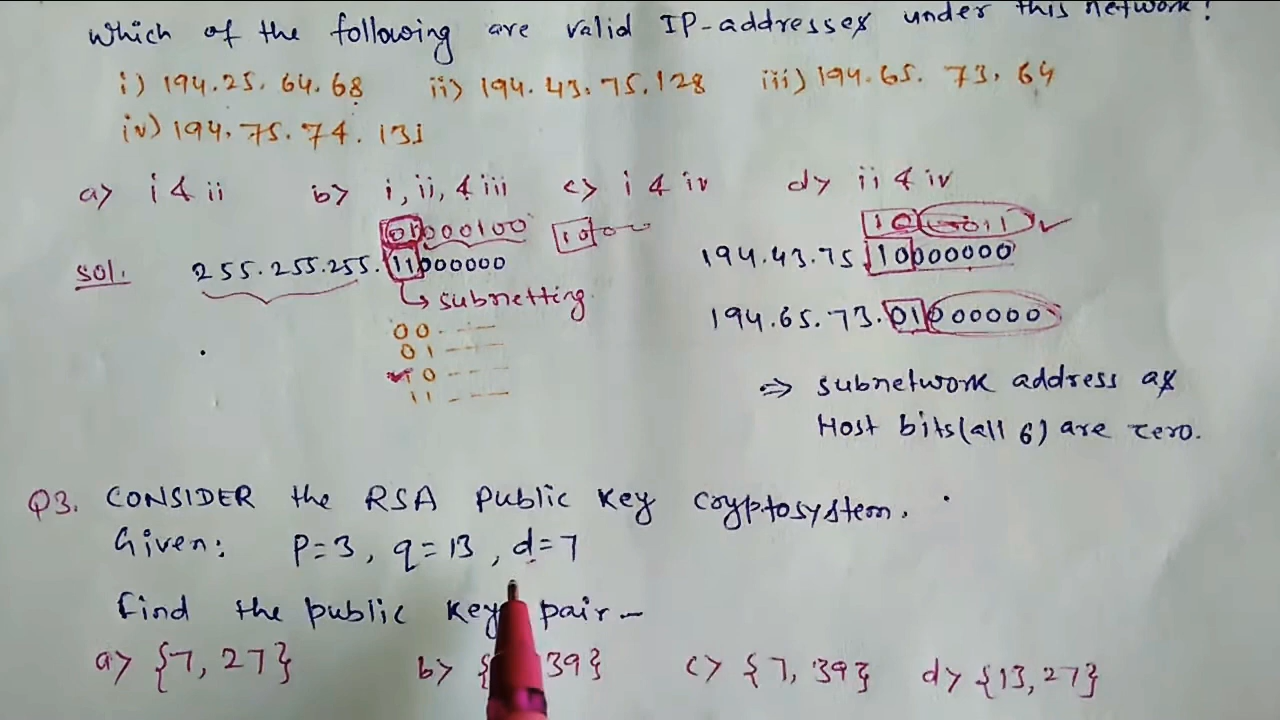 Which of the following are valid IP-addresses under this network?
i) 194.25.64.68 ii) 194.43.75.128 iii) 194.65.73.64
iv) 194.75.74.131
a) i & ii b) i, ii, & iii c) i & iv d) ii & iv
01000100 1000 10 0011
Sol. 255.255.255.11000000 194.43.75.10000000
↳ subnetting
194.65.73.01000000
00
01
10
11
⇒ subnetwork address as
Host bits(all 6) are zero.
Q3. CONSIDER the RSA Public Key cryptosystem.
Given: P=3, q=13, d=7
Find the public key pair-
a) {7, 27} b) { 39} c) {7, 39} d) {13, 27}